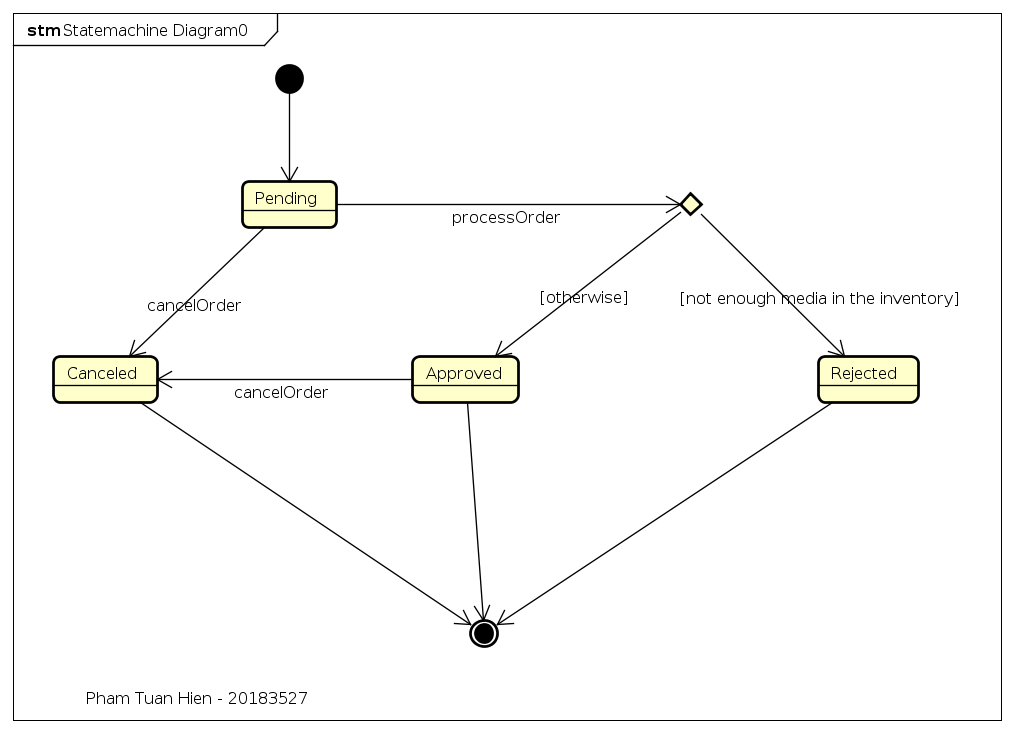 stm Statemachine Diagram0
Pending
processOrder
cancelOrder
[otherwise]
[not enough media in the inventory]
Canceled
cancelOrder
Approved
Rejected
Pham Tuan Hien - 20183527